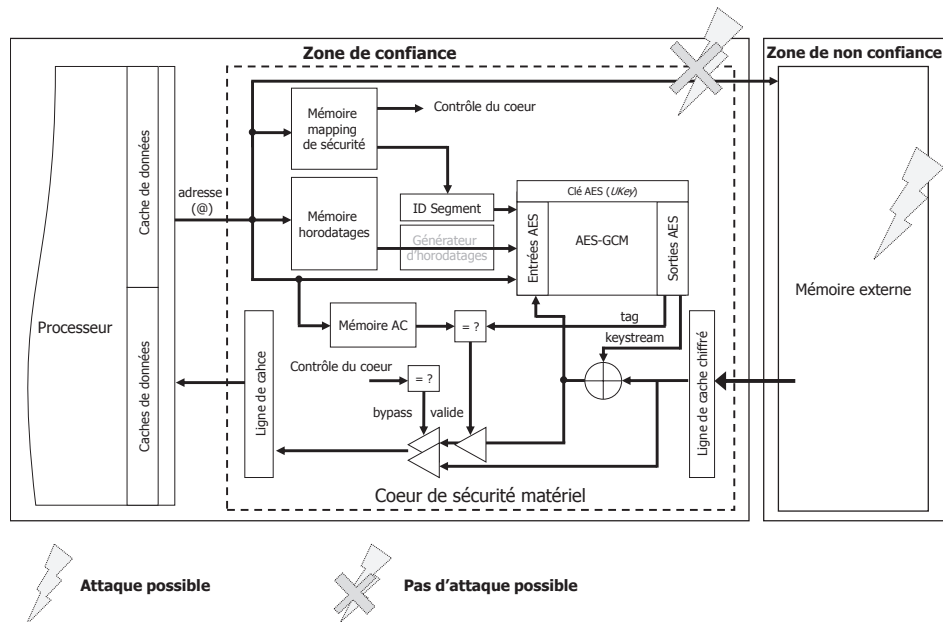 Zone de confiance
Zone de non confiance
Processeur
Cache de données
Caches de données
adresse
(@)
Mémoire
mapping
de sécurité
Contrôle du coeur
Mémoire
horodatages
ID Segment
Générateur
d'horodatages
Clé AES (UKey)
Entrées AES
AES-GCM
Sorties AES
Mémoire externe
Mémoire AC
= ?
tag
keystream
Contrôle du coeur
= ?
bypass
valide
Ligne de cahce
Ligne de cache chiffré
Coeur de sécurité matériel
Attaque possible
Pas d'attaque possible